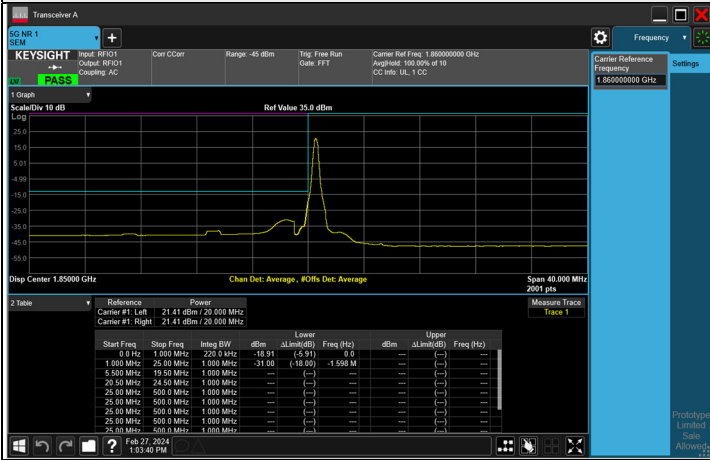 Transceiver A
5G NR 1
SEM
Frequency
KEYSIGHT
LXI
PASS
Input: RFIO1
Output: RFIO1
Coupling: AC
Corr CCorr
Range: -45 dBm
Trig: Free Run
Gate: FFT
Carrier Ref Freq: 1.860000000 GHz
Avg|Hold: 100.00% of 10
CC Info: UL, 1 CC
Carrier Reference
Frequency
1.860000000 GHz
Settings
1 Graph
Scale/Div 10 dB
Ref Value 35.0 dBm
Log
25.0
15.0
5.01
-4.99
-15.0
-25.0
-35.0
-45.0
-55.0
Disp Center 1.85000 GHz
Chan Det: Average , #Offs Det: Average
Span 40.000 MHz
2001 pts
2 Table
Reference Power
Carrier #1: Left 21.41 dBm / 20.000 MHz
Carrier #1: Right 21.41 dBm / 20.000 MHz
Measure Trace
Trace 1
Lower Upper
Start Freq Stop Freq Integ BW dBm ΔLimit(dB) Freq (Hz) dBm ΔLimit(dB) Freq (Hz)
0.0 Hz 1.000 MHz 220.0 kHz -18.91 (-5.91) 0.0 --- (---) ---
1.000 MHz 25.00 MHz 1.000 MHz -31.00 (-18.00) -1.598 M --- (---) ---
5.500 MHz 19.50 MHz 1.000 MHz --- (---) --- --- (---) ---
20.50 MHz 24.50 MHz 1.000 MHz --- (---) --- --- (---) ---
25.00 MHz 500.0 MHz 1.000 MHz --- (---) --- --- (---) ---
25.00 MHz 500.0 MHz 1.000 MHz --- (---) --- --- (---) ---
25.00 MHz 500.0 MHz 1.000 MHz --- (---) --- --- (---) ---
25.00 MHz 500.0 MHz 1.000 MHz --- (---) --- --- (---) ---
25.00 MHz 500.0 MHz 1.000 MHz --- (---) --- --- (---) ---
Prototype
Limited
Sale
Allowed
Feb 27, 2024
1:03:40 PM